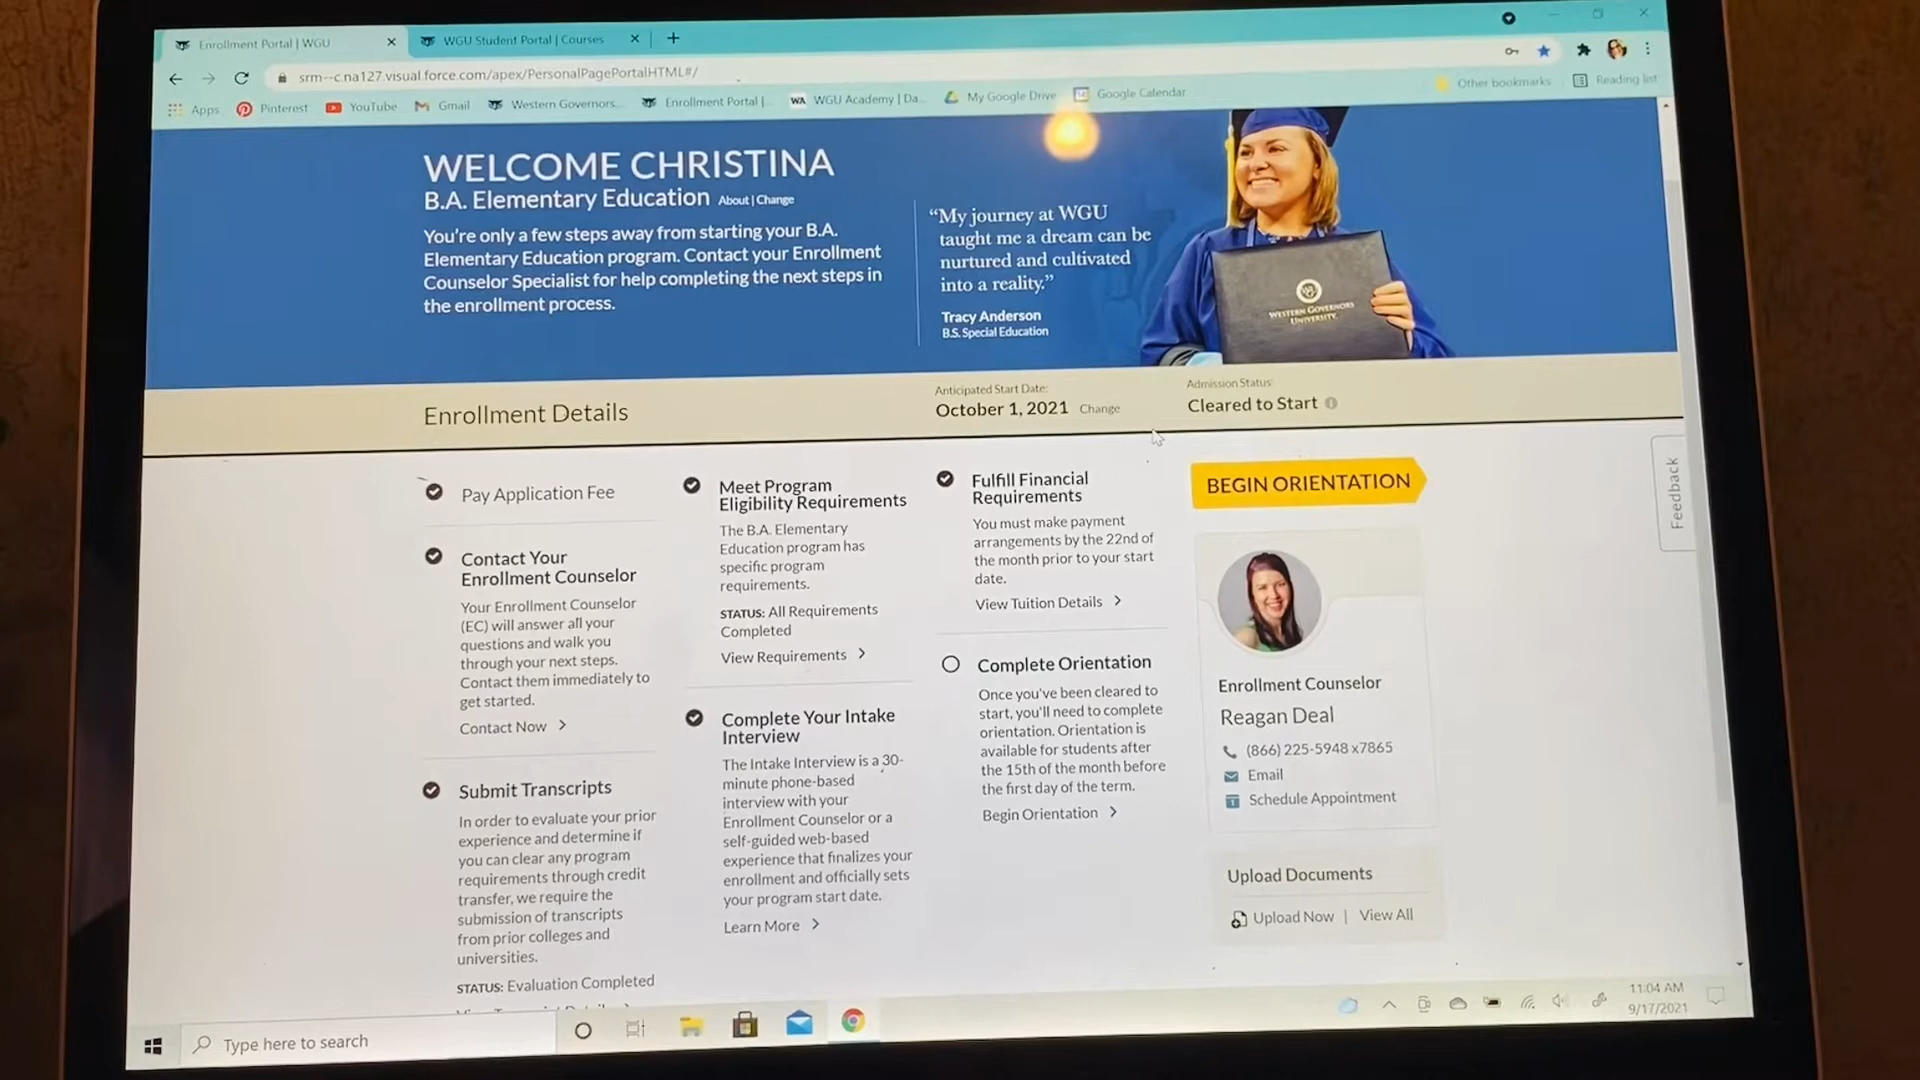 Enrollment Portal | WGU
WGU Student Portal | Courses
srm--c.na127.visual.force.com/apex/PersonalPagePortalHTML#/
Apps
Pinterest
YouTube
Gmail
Western Governors...
Enrollment Portal |...
WA WGU Academy | Da...
My Google Drive
Google Calendar
Other bookmarks
Reading list
WELCOME CHRISTINA
B.A. Elementary Education About | Change
You're only a few steps away from starting your B.A.
Elementary Education program. Contact your Enrollment
Counselor Specialist for help completing the next steps in
the enrollment process.
“My journey at WGU
taught me a dream can be
nurtured and cultivated
into a reality.”
Tracy Anderson
B.S. Special Education
WESTERN GOVERNORS
UNIVERSITY
Enrollment Details
Anticipated Start Date:
October 1, 2021 Change
Admission Status:
Cleared to Start
Pay Application Fee
Contact Your
Enrollment Counselor
Your Enrollment Counselor
(EC) will answer all your
questions and walk you
through your next steps.
Contact them immediately to
get started.
Contact Now >
Submit Transcripts
In order to evaluate your prior
experience and determine if
you can clear any program
requirements through credit
transfer, we require the
submission of transcripts
from prior colleges and
universities.
STATUS: Evaluation Completed
Meet Program
Eligibility Requirements
The B.A. Elementary
Education program has
specific program
requirements.
STATUS: All Requirements
Completed
View Requirements >
Complete Your Intake
Interview
The Intake Interview is a 30-
minute phone-based
interview with your
Enrollment Counselor or a
self-guided web-based
experience that finalizes your
enrollment and officially sets
your program start date.
Learn More >
Fulfill Financial
Requirements
You must make payment
arrangements by the 22nd of
the month prior to your start
date.
View Tuition Details >
Complete Orientation
Once you've been cleared to
start, you'll need to complete
orientation. Orientation is
available for students after
the 15th of the month before
the first day of the term.
Begin Orientation >
BEGIN ORIENTATION
Enrollment Counselor
Reagan Deal
(866) 225-5948 x7865
Email
Schedule Appointment
Upload Documents
Upload Now | View All
Feedback
Type here to search
11:04 AM
9/17/2021